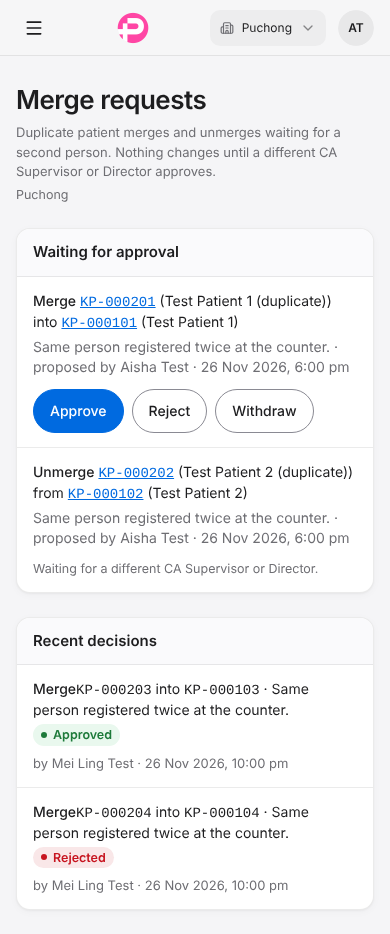 Puchong
AT
Merge requests
Duplicate patient merges and unmerges waiting for a
second person. Nothing changes until a different CA
Supervisor or Director approves.
Puchong
Waiting for approval
Merge KP-000201 (Test Patient 1 (duplicate))
into KP-000101 (Test Patient 1)
Same person registered twice at the counter. ·
proposed by Aisha Test · 26 Nov 2026, 6:00 pm
Approve
Reject
Withdraw
Unmerge KP-000202 (Test Patient 2 (duplicate))
from KP-000102 (Test Patient 2)
Same person registered twice at the counter. ·
proposed by Aisha Test · 26 Nov 2026, 6:00 pm
Waiting for a different CA Supervisor or Director.
Recent decisions
MergeKP-000203 into KP-000103 · Same
person registered twice at the counter.
Approved
by Mei Ling Test · 26 Nov 2026, 10:00 pm
MergeKP-000204 into KP-000104 · Same
person registered twice at the counter.
Rejected
by Mei Ling Test · 26 Nov 2026, 10:00 pm